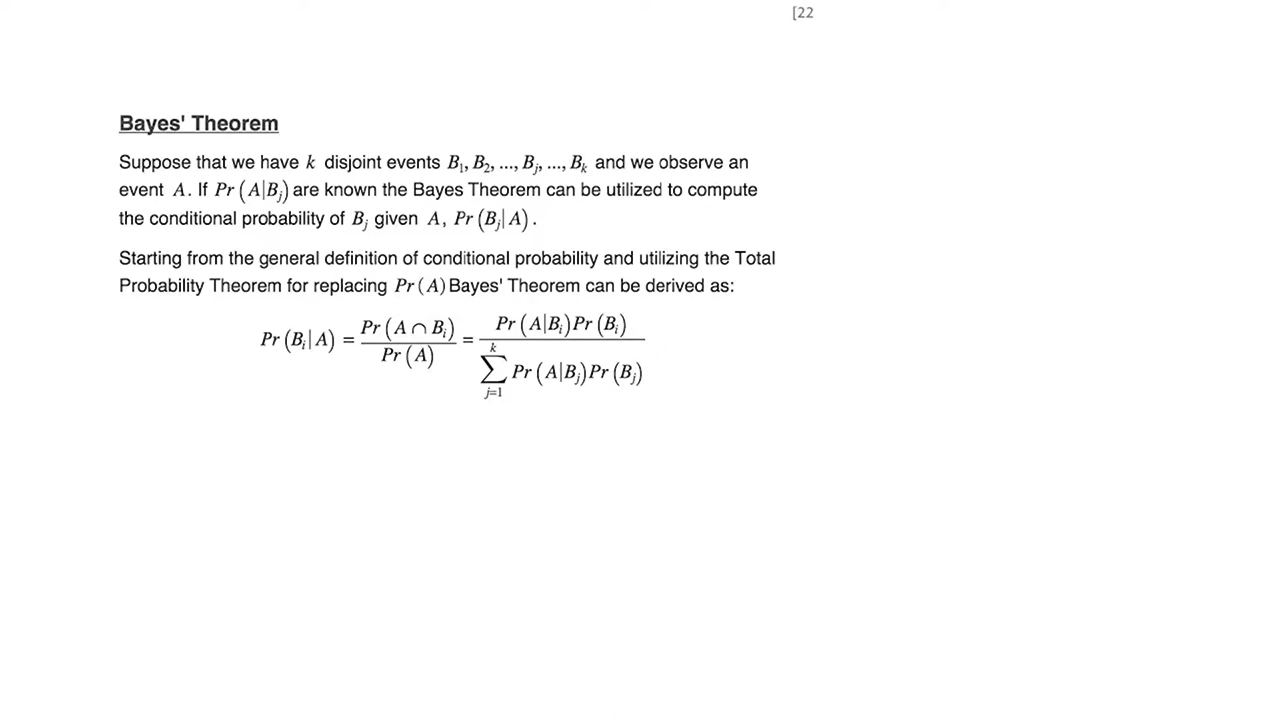 [22
Bayes' Theorem
Suppose that we have k disjoint events B₁, B₂, ..., Bⱼ, ..., Bₖ and we observe an
event A. If Pr(A|Bⱼ) are known the Bayes Theorem can be utilized to compute
the conditional probability of Bⱼ given A, Pr(Bⱼ|A).
Starting from the general definition of conditional probability and utilizing the Total
Probability Theorem for replacing Pr(A) Bayes' Theorem can be derived as:
Pr(Bᵢ|A) = Pr(A ∩ Bᵢ) / Pr(A) = Pr(A|Bᵢ)Pr(Bᵢ) / ∑_{j=1}^{k} Pr(A|Bⱼ)Pr(Bⱼ)